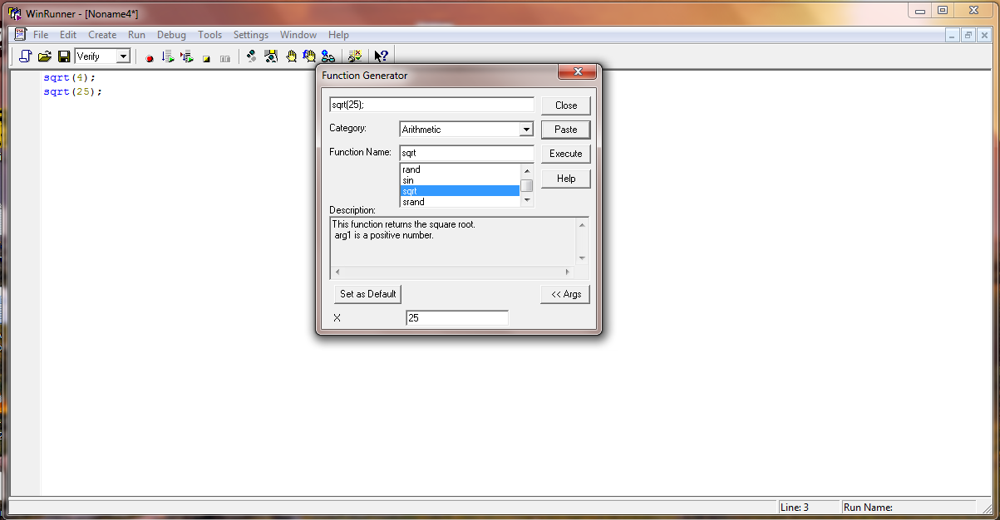 WinRunner - [Noname4*]
File Edit Create Run Debug Tools Settings Window Help
Verify
sqrt(4);
sqrt(25);
Function Generator
sqrt(25);
Close
Category:
Arithmetic
Paste
Function Name:
sqrt
Execute
rand
sin
sqrt
srand
Help
Description:
This function returns the square root.
arg1 is a positive number.
Set as Default
<< Args
X
25
Line: 3
Run Name: